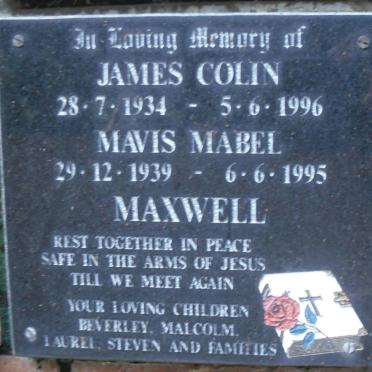 In Loving Memory of
JAMES COLIN
28·7·1934 - 5·6·1996
MAVIS MABEL
29·12·1939 - 6·6·1995
MAXWELL
REST TOGETHER IN PEACE
SAFE IN THE ARMS OF JESUS
TILL WE MEET AGAIN
YOUR LOVING CHILDREN
BEVERLEY, MALCOLM,
LAUREL, STEVEN AND FAMILIES